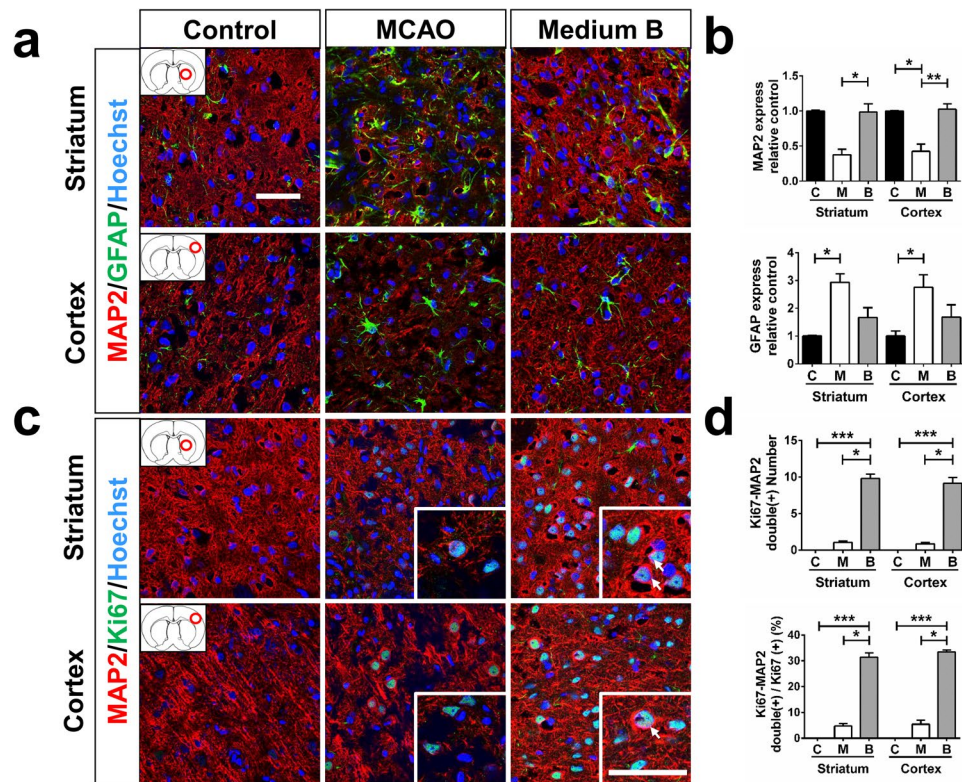 a
Control
MCAO
Medium B
b
Striatum
Cortex
MAP2/GFAP/Hoechst
MAP2 express
relative control
1.5
1.0
0.5
0.0
*
*
**
C M B C M B
Striatum Cortex
GFAP express
relative control
4
3
2
1
0
*
*
C M B C M B
Striatum Cortex
c
Striatum
Cortex
MAP2/Ki67/Hoechst
d
Ki67-MAP2
double(+) Number
15
10
5
0
***
*
***
*
C M B C M B
Striatum Cortex
Ki67-MAP2
double(+) / Ki67 (+) (%)
40
30
20
10
0
***
*
***
*
C M B C M B
Striatum Cortex